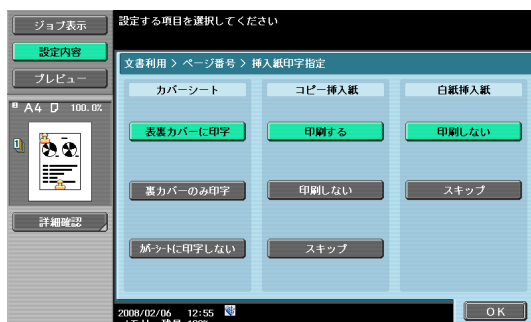 ジョブ表示
設定する項目を選択してください
設定内容
プレビュー
文書利用 > ページ番号 > 挿入紙印字指定
カバーシート
コピー挿入紙
白紙挿入紙
A4 100.0%
表裏カバーに印字
印刷する
印刷しない
裏カバーのみ印字
印刷しない
スキップ
詳細確認
ｶﾊﾞｰｼｰﾄに印字しない
スキップ
2008/02/06 12:55
OK